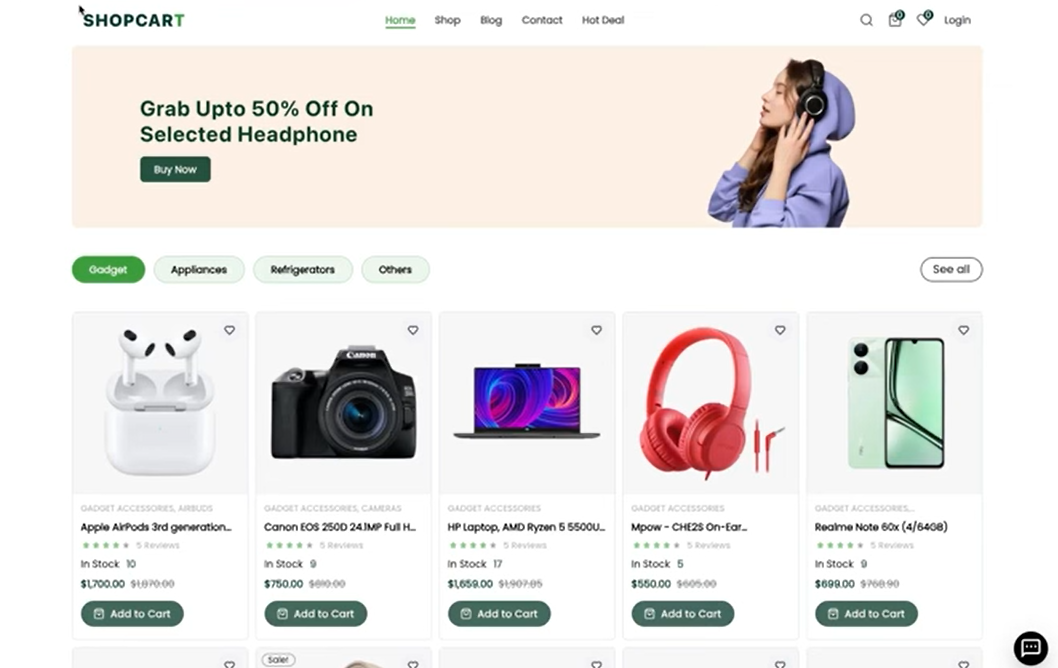 SHOPCART
Home Shop Blog Contact Hot Deal
0 0 Login
Grab Upto 50% Off On
Selected Headphone
Buy Now
Gadget Appliances Refrigerators Others See all
Canon
GADGET ACCESSORIES, AIRBUDS
Apple AirPods 3rd generation...
5 Reviews
In Stock 10
$1,700.00 $1,870.00
Add to Cart
GADGET ACCESSORIES, CAMERAS
Canon EOS 250D 24.1MP Full H...
5 Reviews
In Stock 9
$750.00 $810.00
Add to Cart
GADGET ACCESSORIES
HP Laptop, AMD Ryzen 5 5500U...
5 Reviews
In Stock 17
$1,659.00 $1,907.85
Add to Cart
GADGET ACCESSORIES
Mpow - CHE2S On-Ear...
5 Reviews
In Stock 5
$550.00 $605.00
Add to Cart
GADGET ACCESSORIES,...
Realme Note 60x (4/64GB)
5 Reviews
In Stock 9
$699.00 $768.90
Add to Cart
Sale!